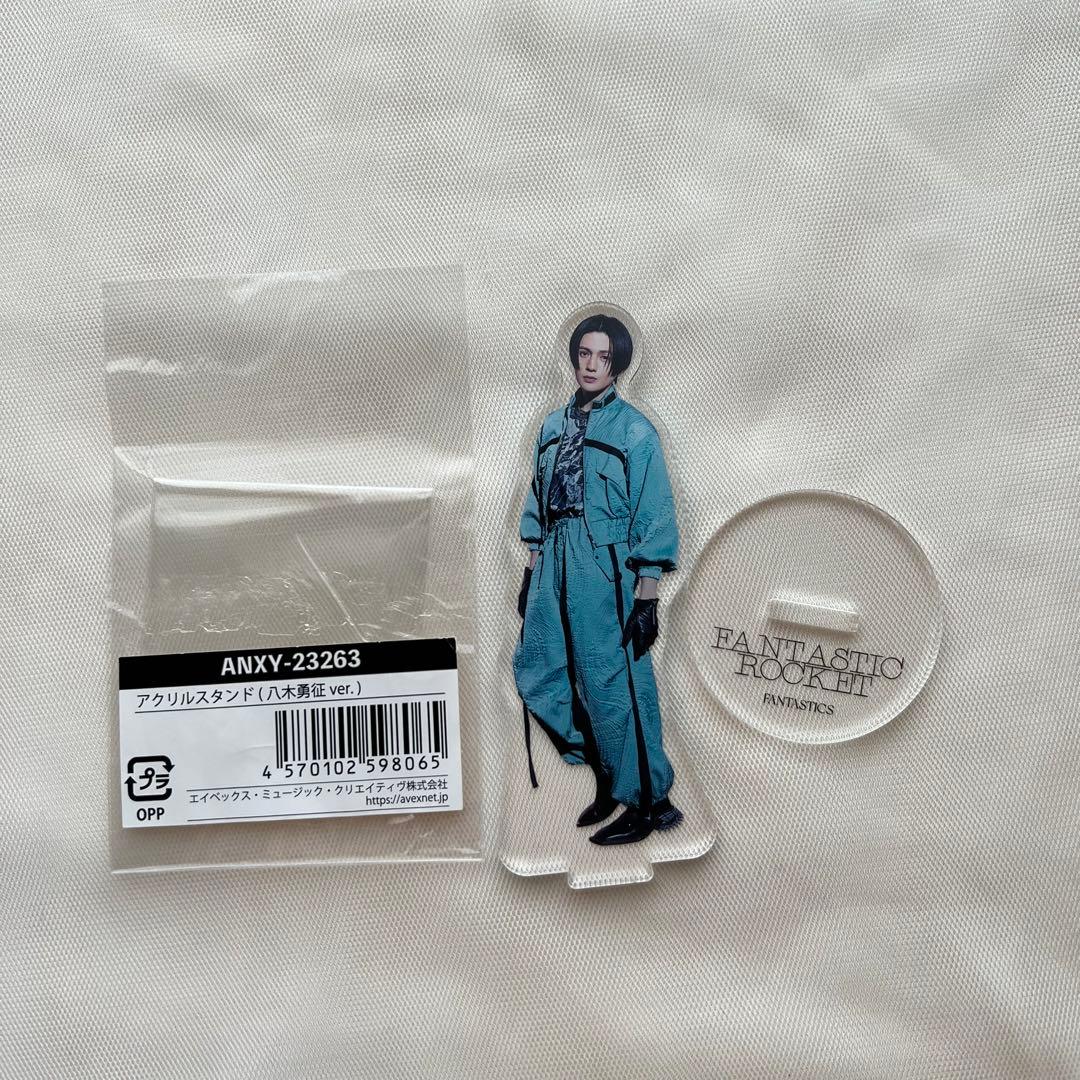 ANXY-23263
アクリルスタンド ( 八木勇征 ver. )
4 570102 598065
プラ
OPP
エイベックス・ミュージック・クリエイティヴ株式会社
https://avexnet.jp
FANTASTIC
ROCKET
FANTASTICS